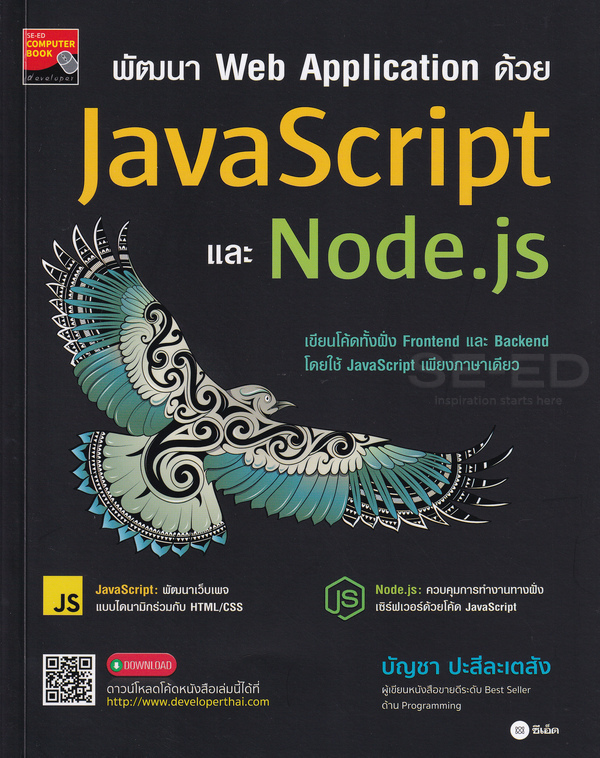 SE-ED
COMPUTER
BOOK
developer
พัฒนา Web Application ด้วย
JavaScript
และ Node.js
เขียนโค้ดทั้งฝั่ง Frontend และ Backend
โดยใช้ JavaScript เพียงภาษาเดียว
SE-ED
inspiration starts here
JS
JavaScript: พัฒนาเว็บเพจ
แบบไดนามิกร่วมกับ HTML/CSS
JS
Node.js: ควบคุมการทำงานทางฝั่ง
เซิร์ฟเวอร์ด้วยโค้ด JavaScript
DOWNLOAD
ดาวน์โหลดโค้ดหนังสือเล่มนี้ได้ที่
http://www.developerthai.com
บัญชา ปะสีละเตสัง
ผู้เขียนหนังสือขายดีระดับ Best Seller
ด้าน Programming
ซีเอ็ด